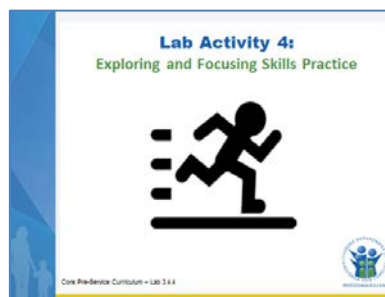 Lab Activity 4:
Exploring and Focusing Skills Practice
Core Pre-Service Curriculum – Lab 3.4.4